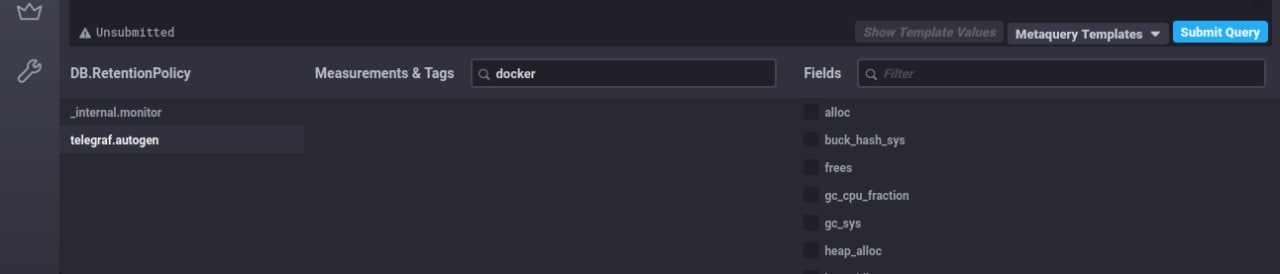 Unsubmitted
Show Template Values
Metaquery Templates
Submit Query
DB.RetentionPolicy
Measurements & Tags
docker
Fields
Filter
_internal.monitor
telegraf.autogen
alloc
buck_hash_sys
frees
gc_cpu_fraction
gc_sys
heap_alloc